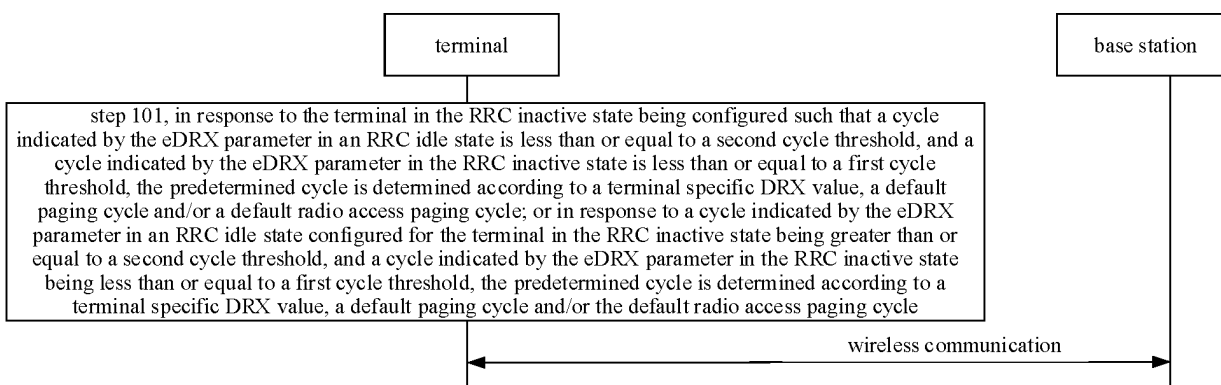 terminal
base station
step 101, in response to the terminal in the RRC inactive state being configured such that a cycle
indicated by the eDRX parameter in an RRC idle state is less than or equal to a second cycle threshold, and a
cycle indicated by the eDRX parameter in the RRC inactive state is less than or equal to a first cycle
threshold, the predetermined cycle is determined according to a terminal specific DRX value, a default
paging cycle and/or a default radio access paging cycle; or in response to a cycle indicated by the eDRX
parameter in an RRC idle state configured for the terminal in the RRC inactive state being greater than or
equal to a second cycle threshold, and a cycle indicated by the eDRX parameter in the RRC inactive state
being less than or equal to a first cycle threshold, the predetermined cycle is determined according to a
terminal specific DRX value, a default paging cycle and/or the default radio access paging cycle
wireless communication